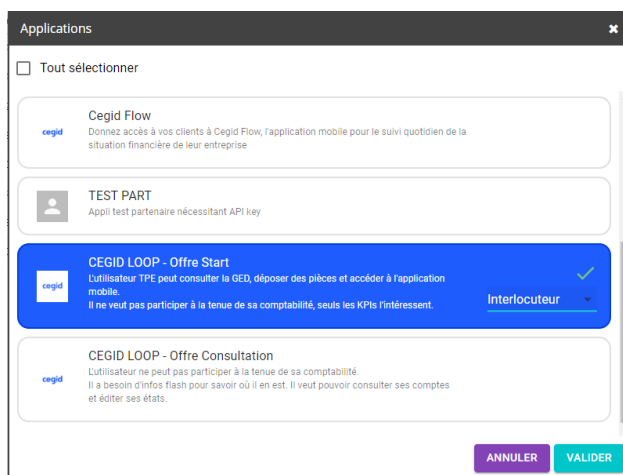 Applications
Tout sélectionner
Cegid Flow
cegid
Donnez accès à vos clients à Cegid Flow, l'application mobile pour le suivi quotidien de la
situation financière de leur entreprise
TEST PART
Appli test partenaire nécessitant API key
CEGID LOOP - Offre Start
cegid
L'utilisateur TPE peut consulter la GED, déposer des pièces et accéder à l'application
mobile.
Il ne veut pas participer à la tenue de sa comptabilité, seuls les KPIs l'intéressent.
Interlocuteur
CEGID LOOP - Offre Consultation
cegid
L'utilisateur ne peut pas participer à la tenue de sa comptabilité.
Il a besoin d'infos flash pour savoir où il en est. Il veut pouvoir consulter ses comptes
et éditer ses états.
ANNULER
VALIDER